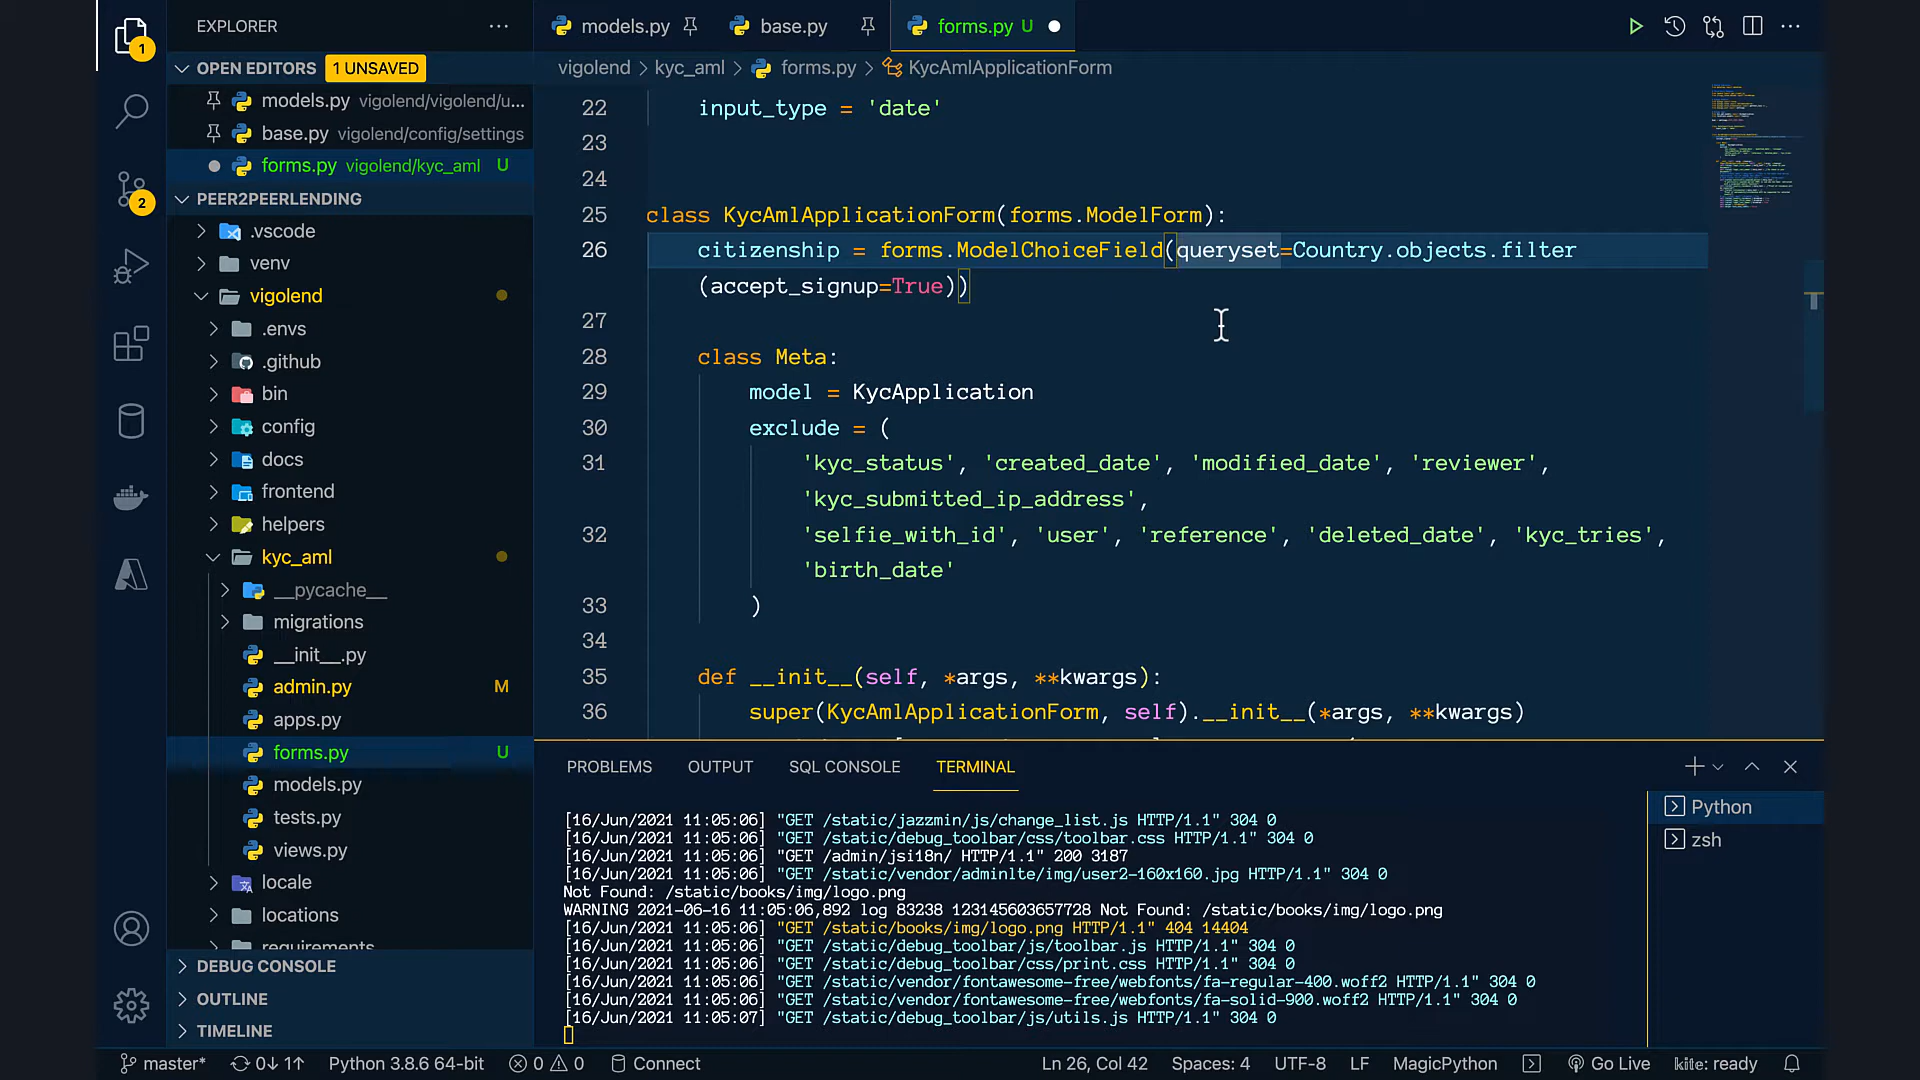 EXPLORER
models.py
base.py
forms.py U
OPEN EDITORS 1 UNSAVED
vigolend > kyc_aml > forms.py > KycAmlApplicationForm
models.py vigolend/vigolend/u...
base.py vigolend/config/settings
forms.py vigolend/kyc_aml U
PEER2PEERLENDING
.vscode
venv
vigolend
.envs
.github
bin
config
docs
frontend
helpers
kyc_aml
__pycache__
migrations
__init__.py
admin.py M
apps.py
forms.py U
models.py
tests.py
views.py
locale
locations
requirements
DEBUG CONSOLE
OUTLINE
TIMELINE
1
2
22 input_type = 'date'
23
24
25 class KycAmlApplicationForm(forms.ModelForm):
26 citizenship = forms.ModelChoiceField(queryset=Country.objects.filter
(accept_signup=True))
27
28 class Meta:
29 model = KycApplication
30 exclude = (
31 'kyc_status', 'created_date', 'modified_date', 'reviewer',
'kyc_submitted_ip_address',
32 'selfie_with_id', 'user', 'reference', 'deleted_date', 'kyc_tries',
'birth_date'
33 )
34
35 def __init__(self, *args, **kwargs):
36 super(KycAmlApplicationForm, self).__init__(*args, **kwargs)
PROBLEMS OUTPUT SQL CONSOLE TERMINAL
[16/Jun/2021 11:05:06] "GET /static/jazzmin/js/change_list.js HTTP/1.1" 304 0
[16/Jun/2021 11:05:06] "GET /static/debug_toolbar/css/toolbar.css HTTP/1.1" 304 0
[16/Jun/2021 11:05:06] "GET /admin/jsi18n/ HTTP/1.1" 200 3187
[16/Jun/2021 11:05:06] "GET /static/vendor/adminlte/img/user2-160x160.jpg HTTP/1.1" 304 0
Not Found: /static/books/img/logo.png
WARNING 2021-06-16 11:05:06,892 log 83238 123145603657728 Not Found: /static/books/img/logo.png
[16/Jun/2021 11:05:06] "GET /static/books/img/logo.png HTTP/1.1" 404 14404
[16/Jun/2021 11:05:06] "GET /static/debug_toolbar/js/toolbar.js HTTP/1.1" 304 0
[16/Jun/2021 11:05:06] "GET /static/debug_toolbar/css/print.css HTTP/1.1" 304 0
[16/Jun/2021 11:05:06] "GET /static/vendor/fontawesome-free/webfonts/fa-regular-400.woff2 HTTP/1.1" 304 0
[16/Jun/2021 11:05:06] "GET /static/vendor/fontawesome-free/webfonts/fa-solid-900.woff2 HTTP/1.1" 304 0
[16/Jun/2021 11:05:07] "GET /static/debug_toolbar/js/utils.js HTTP/1.1" 304 0
Python
zsh
master* 0↓ 1↑ Python 3.8.6 64-bit 0 0 Connect Ln 26, Col 42 Spaces: 4 UTF-8 LF MagicPython Go Live kite: ready